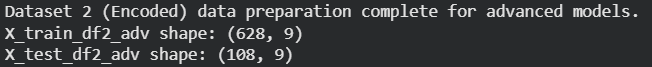 Dataset 2 (Encoded) data preparation complete for advanced models.
X_train_df2_adv shape: (628, 9)
X_test_df2_adv shape: (108, 9)